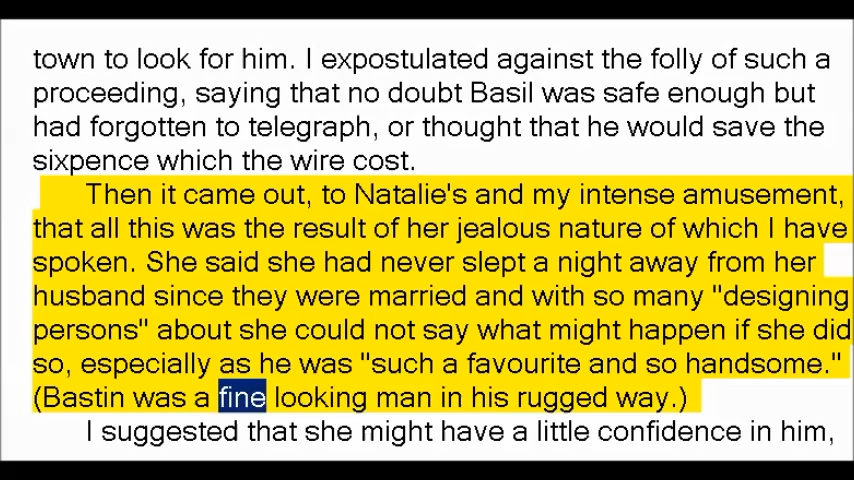 town to look for him. I expostulated against the folly of such a
proceeding, saying that no doubt Basil was safe enough but
had forgotten to telegraph, or thought that he would save the
sixpence which the wire cost.
Then it came out, to Natalie's and my intense amusement,
that all this was the result of her jealous nature of which I have
spoken. She said she had never slept a night away from her
husband since they were married and with so many "designing
persons" about she could not say what might happen if she did
so, especially as he was "such a favourite and so handsome."
(Bastin was a fine looking man in his rugged way.)
I suggested that she might have a little confidence in him,